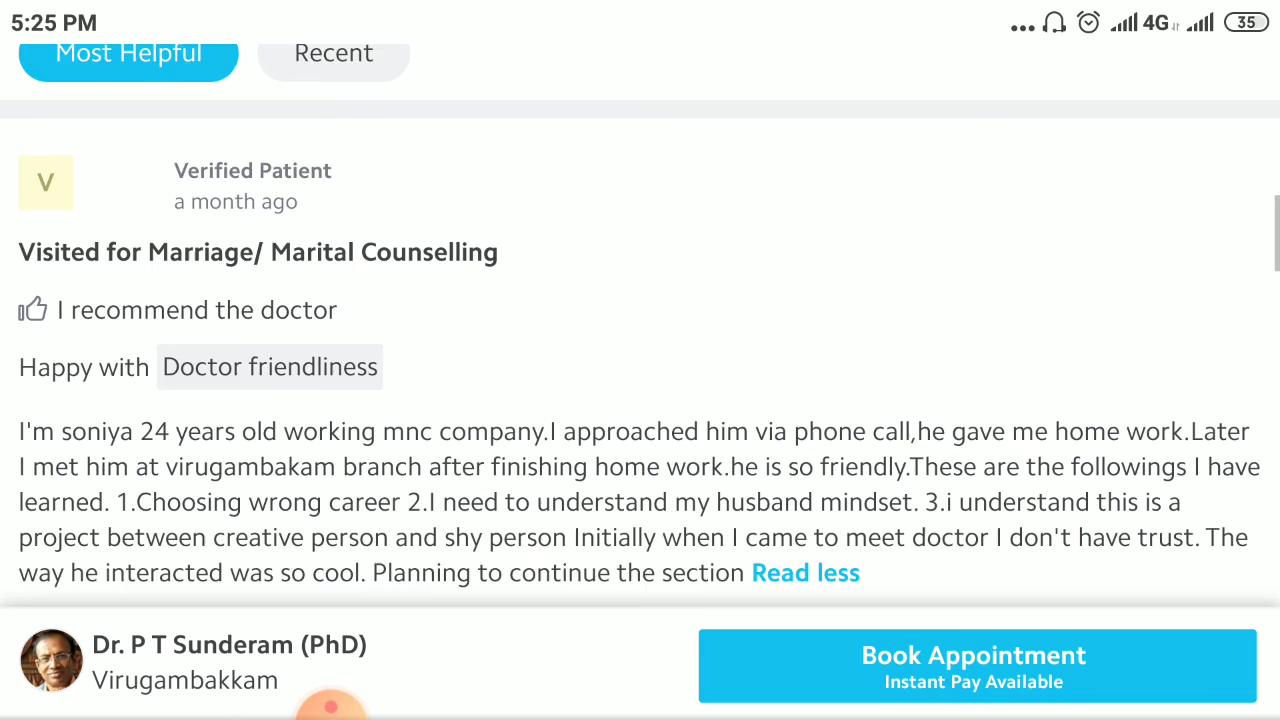 5:25 PM
... 4G 35
Most Helpful Recent
V
Verified Patient
a month ago
Visited for Marriage/ Marital Counselling
I recommend the doctor
Happy with Doctor friendliness
I'm soniya 24 years old working mnc company.I approached him via phone call,he gave me home work.Later
I met him at virugambakam branch after finishing home work.he is so friendly.These are the followings I have
learned. 1.Choosing wrong career 2.I need to understand my husband mindset. 3.i understand this is a
project between creative person and shy person Initially when I came to meet doctor I don't have trust. The
way he interacted was so cool. Planning to continue the section Read less
Dr. P T Sunderam (PhD)
Virugambakkam
Book Appointment
Instant Pay Available